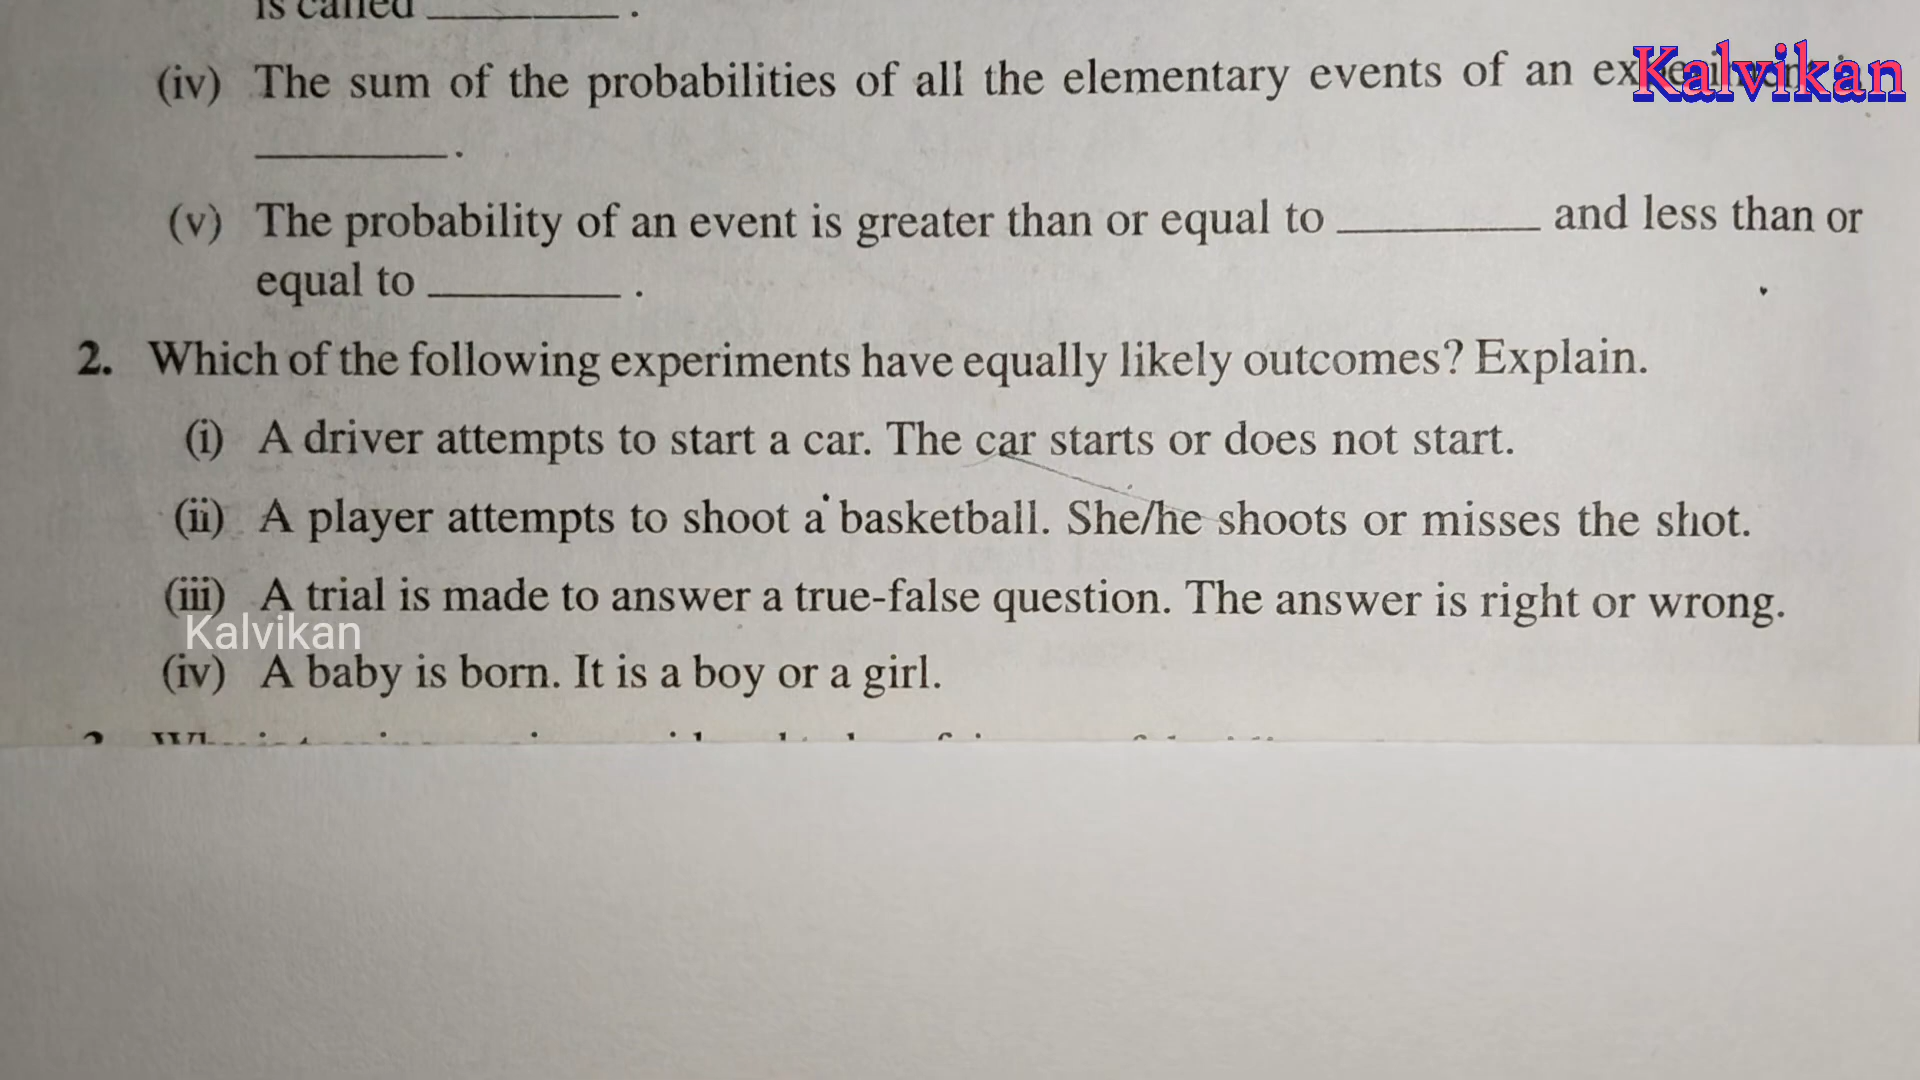 is called ________ .
(iv) The sum of the probabilities of all the elementary events of an experiment is
Kalvikan
________ .
(v) The probability of an event is greater than or equal to ________ and less than or
equal to ________ .
2. Which of the following experiments have equally likely outcomes? Explain.
(i) A driver attempts to start a car. The car starts or does not start.
(ii) A player attempts to shoot a basketball. She/he shoots or misses the shot.
(iii) A trial is made to answer a true-false question. The answer is right or wrong.
Kalvikan
(iv) A baby is born. It is a boy or a girl.